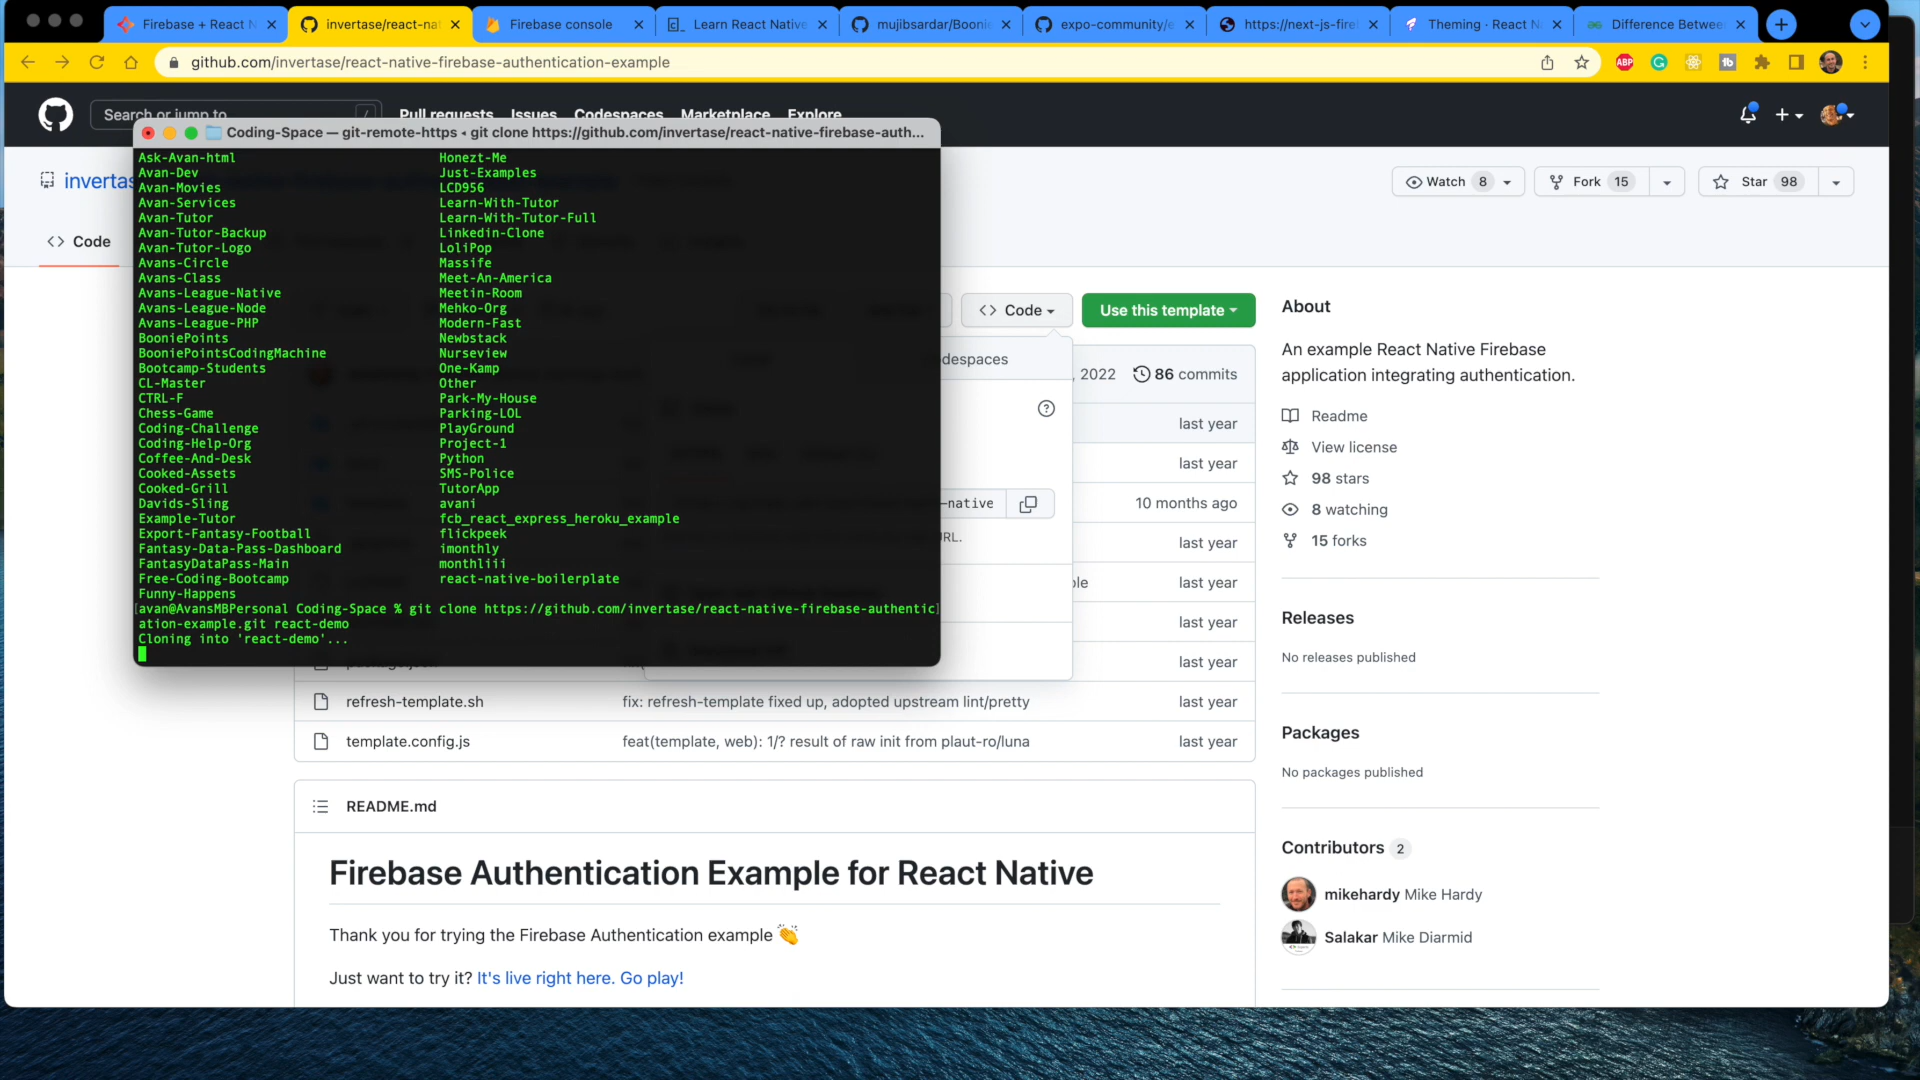 Firebase + React N
invertase/react-nat
Firebase console
Learn React Native
mujibsardar/Booni
expo-community/e
https://next-js-fire
Theming · React N
Difference Betwee
github.com/invertase/react-native-firebase-authentication-example
ABP
Search or jump to
Pull requests Issues Codespaces Marketplace Explore
Coding-Space — git-remote-https ◂ git clone https://github.com/invertase/react-native-firebase-auth...
Ask-Avan-html Honezt-Me
Avan-Dev Just-Examples
Avan-Movies LCD956
Avan-Services Learn-With-Tutor
Avan-Tutor Learn-With-Tutor-Full
Avan-Tutor-Backup Linkedin-Clone
Avan-Tutor-Logo LoliPop
Avans-Circle Massife
Avans-Class Meet-An-America
Avans-League-Native Meetin-Room
Avans-League-Node Mehko-Org
Avans-League-PHP Modern-Fast
BooniePoints Newbstack
BooniePointsCodingMachine Nurseview
Bootcamp-Students One-Kamp
CL-Master Other
CTRL-F Park-My-House
Chess-Game Parking-LOL
Coding-Challenge PlayGround
Coding-Help-Org Project-1
Coffee-And-Desk Python
Cooked-Assets SMS-Police
Cooked-Grill TutorApp
Davids-Sling avani
Example-Tutor fcb_react_express_heroku_example
Export-Fantasy-Football flickpeek
Fantasy-Data-Pass-Dashboard imonthly
FantasyDataPass-Main monthliii
Free-Coding-Bootcamp react-native-boilerplate
Funny-Happens
[avan@AvansMBPersonal Coding-Space % git clone https://github.com/invertase/react-native-firebase-authentic]
ation-example.git react-demo
Cloning into 'react-demo'...
invertas
Watch 8
Fork 15
Star 98
Code
Code
Use this template
despaces
, 2022
86 commits
last year
last year
-native
10 months ago
RL.
last year
ple
last year
last year
last year
refresh-template.sh fix: refresh-template fixed up, adopted upstream lint/pretty last year
template.config.js feat(template, web): 1/? result of raw init from plaut-ro/luna last year
README.md
Firebase Authentication Example for React Native
Thank you for trying the Firebase Authentication example 👏
Just want to try it? It's live right here. Go play!
About
An example React Native Firebase
application integrating authentication.
Readme
View license
98 stars
8 watching
15 forks
Releases
No releases published
Packages
No packages published
Contributors 2
mikehardy Mike Hardy
Salakar Mike Diarmid